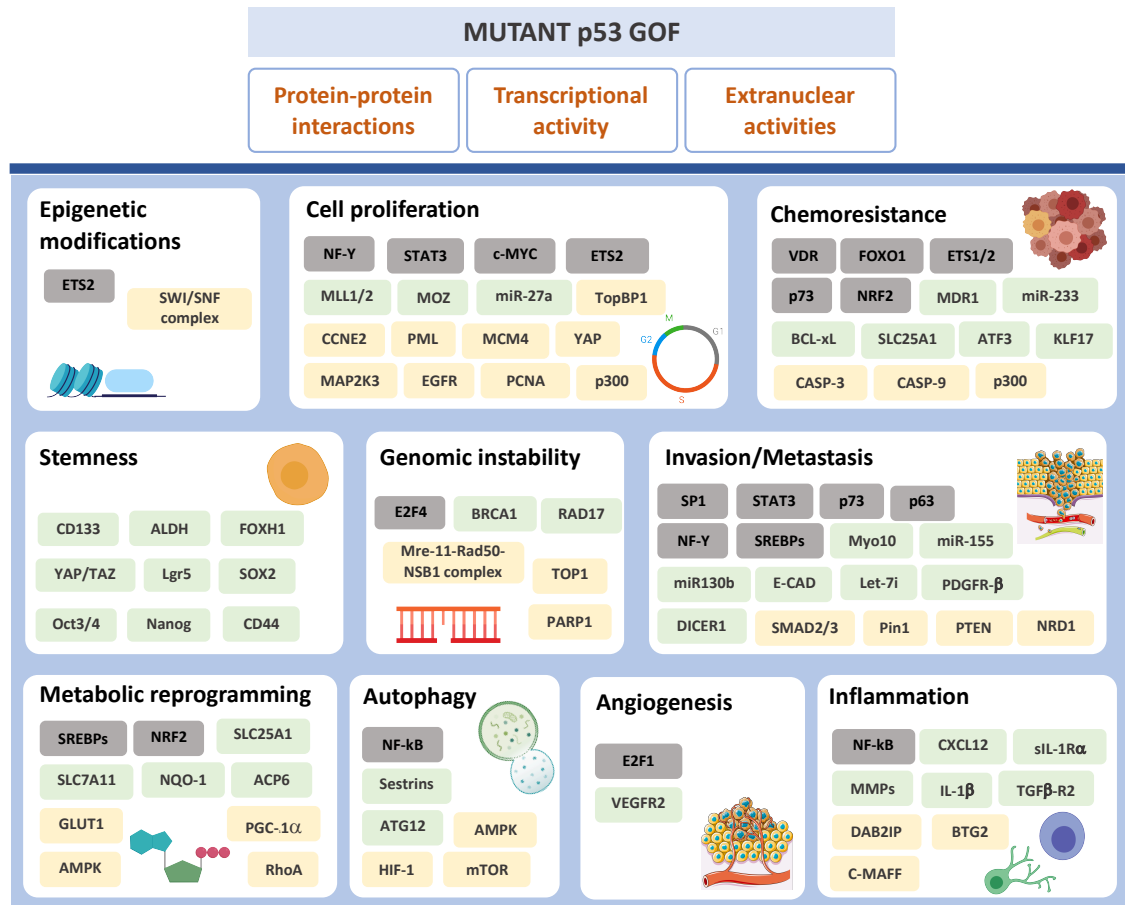 MUTANT p53 GOF
Protein-protein
interactions
Transcriptional
activity
Extranuclear
activities
Epigenetic
modifications
ETS2
SWI/SNF
complex
Cell proliferation
NF-Y
STAT3
c-MYC
ETS2
MLL1/2
MOZ
miR-27a
TopBP1
CCNE2
PML
MCM4
YAP
MAP2K3
EGFR
PCNA
p300
M
G1
G2
S
Chemoresistance
VDR
FOXO1
ETS1/2
p73
NRF2
MDR1
miR-233
BCL-xL
SLC25A1
ATF3
KLF17
CASP-3
CASP-9
p300
Stemness
CD133
ALDH
FOXH1
YAP/TAZ
Lgr5
SOX2
Oct3/4
Nanog
CD44
Genomic instability
E2F4
BRCA1
RAD17
Mre-11-Rad50-
NSB1 complex
TOP1
PARP1
Invasion/Metastasis
SP1
STAT3
p73
p63
NF-Y
SREBPs
Myo10
miR-155
miR130b
E-CAD
Let-7i
PDGFR-β
DICER1
SMAD2/3
Pin1
PTEN
NRD1
Metabolic reprogramming
SREBPs
NRF2
SLC25A1
SLC7A11
NQO-1
ACP6
GLUT1
PGC-.1α
AMPK
RhoA
Autophagy
NF-kB
Sestrins
ATG12
AMPK
HIF-1
mTOR
Angiogenesis
E2F1
VEGFR2
Inflammation
NF-kB
CXCL12
sIL-1Rα
MMPs
IL-1β
TGFβ-R2
DAB2IP
BTG2
C-MAFF